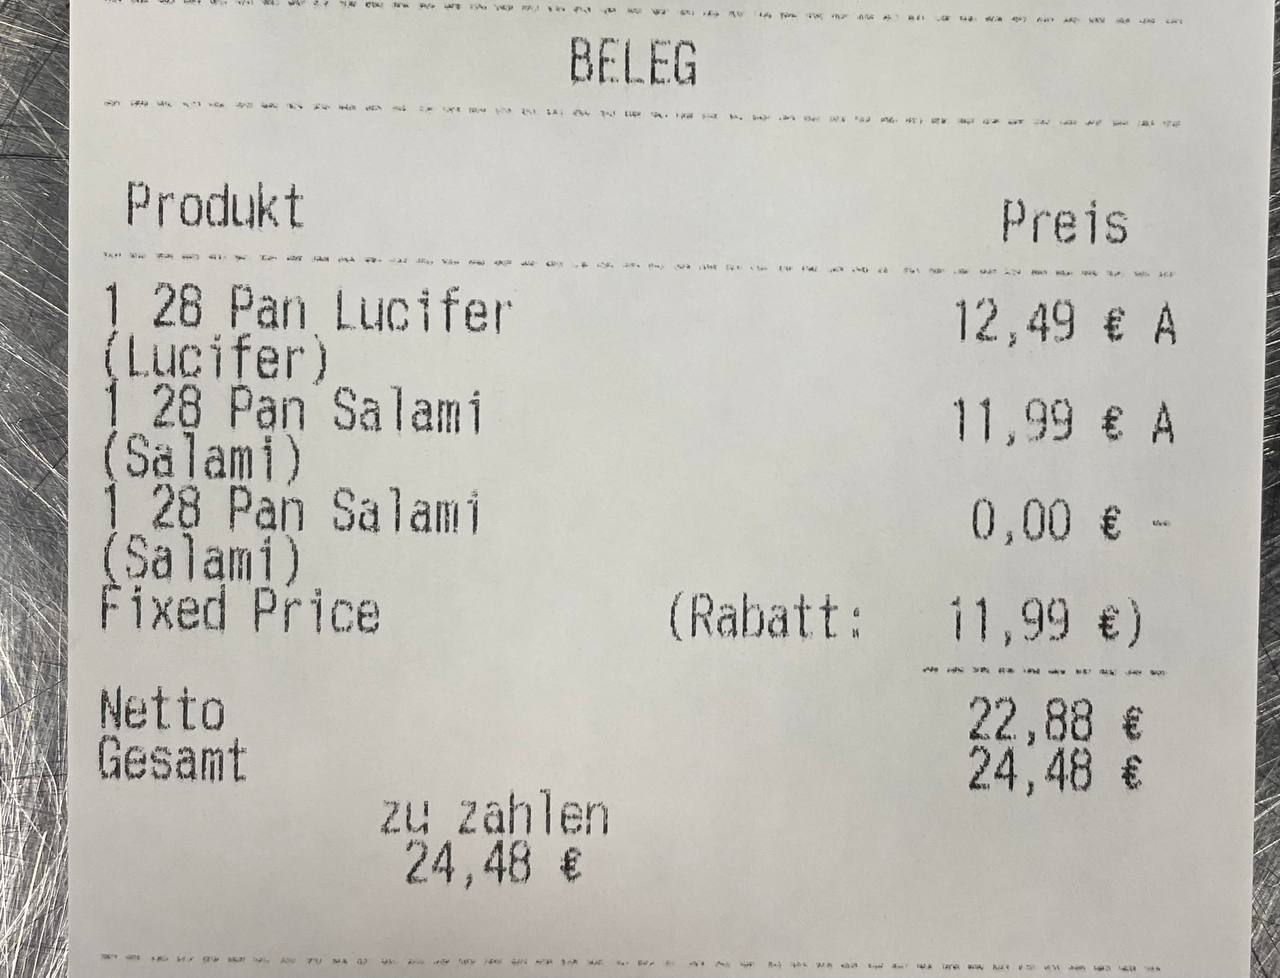 BELEG
Produkt Preis
1 28 Pan Lucifer 12,49 € A
(Lucifer)
1 28 Pan Salami 11,99 € A
(Salami)
1 28 Pan Salami 0,00 € -
(Salami)
Fixed Price (Rabatt: 11,99 €)
Netto 22,88 €
Gesamt 24,48 €
zu zahlen
24,48 €